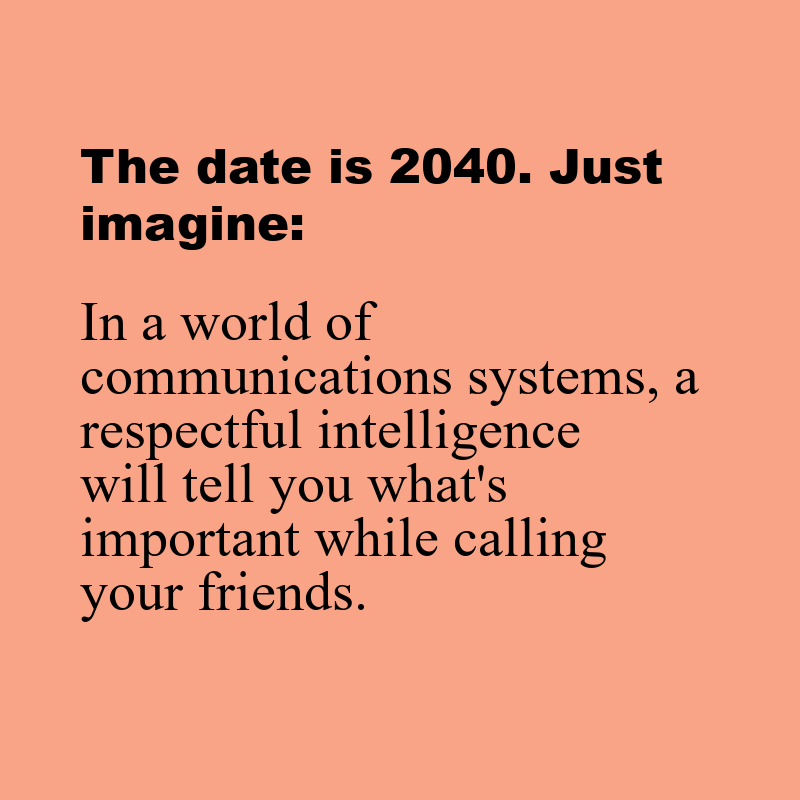 The date is 2040. Just
imagine:
In a world of
communications systems, a
respectful intelligence
will tell you what's
important while calling
your friends.